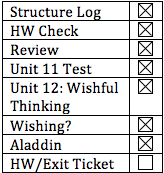 Structure Log ☒
HW Check ☒
Review ☒
Unit 11 Test ☒
Unit 12: Wishful ☒
Thinking
Wishing? ☒
Aladdin ☒
HW/Exit Ticket ☐